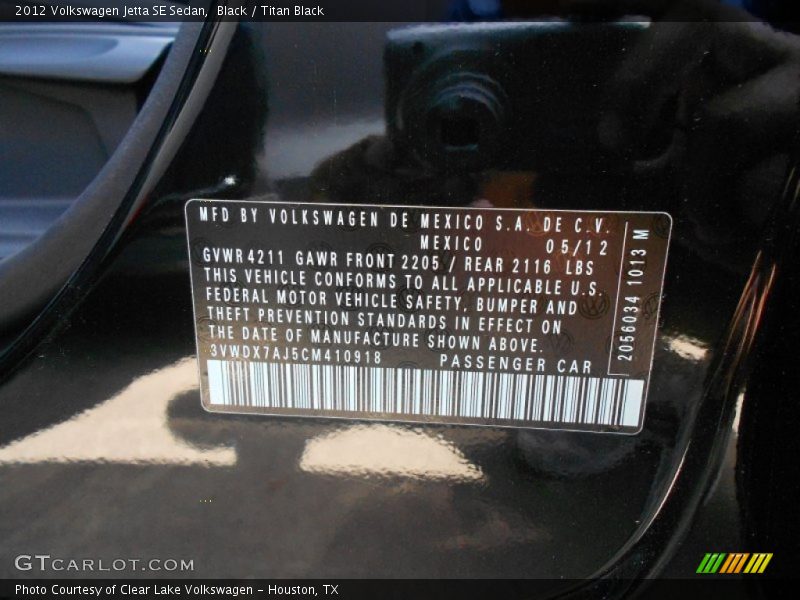 2012 Volkswagen Jetta SE Sedan, Black / Titan Black
MFD BY VOLKSWAGEN DE MEXICO S.A. DE C.V.
MEXICO 05/12
GVWR 4211 GAWR FRONT 2205 / REAR 2116 LBS
THIS VEHICLE CONFORMS TO ALL APPLICABLE U.S.
FEDERAL MOTOR VEHICLE SAFETY, BUMPER AND
THEFT PREVENTION STANDARDS IN EFFECT ON
THE DATE OF MANUFACTURE SHOWN ABOVE.
3VWDX7AJ5CM410918 PASSENGER CAR
2056034 1013 M
GTCARLOT.COM
Photo Courtesy of Clear Lake Volkswagen – Houston, TX